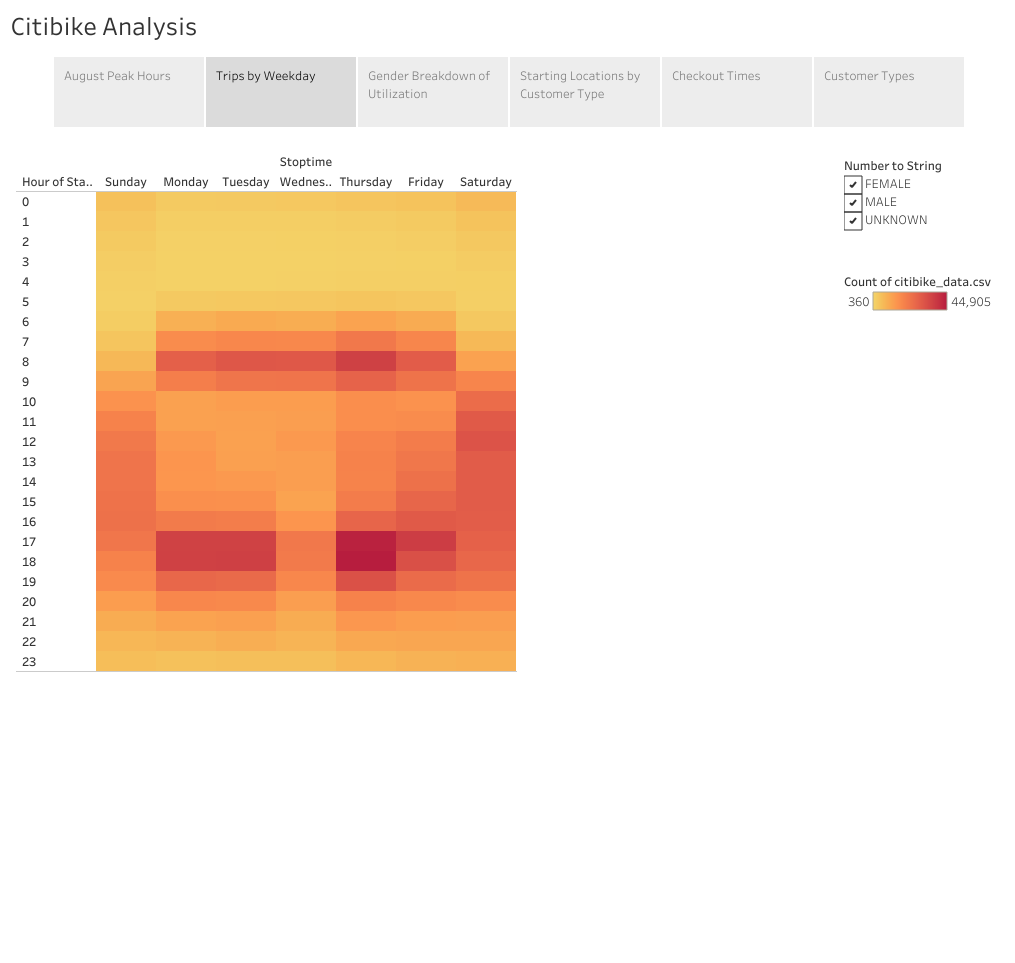 Citibike Analysis
August Peak Hours
Trips by Weekday
Gender Breakdown of
Utilization
Starting Locations by
Customer Type
Checkout Times
Customer Types
Stoptime
Hour of Sta.. Sunday Monday Tuesday Wednes.. Thursday Friday Saturday
0
1
2
3
4
5
6
7
8
9
10
11
12
13
14
15
16
17
18
19
20
21
22
23
Number to String
FEMALE
MALE
UNKNOWN
Count of citibike_data.csv
360 44,905